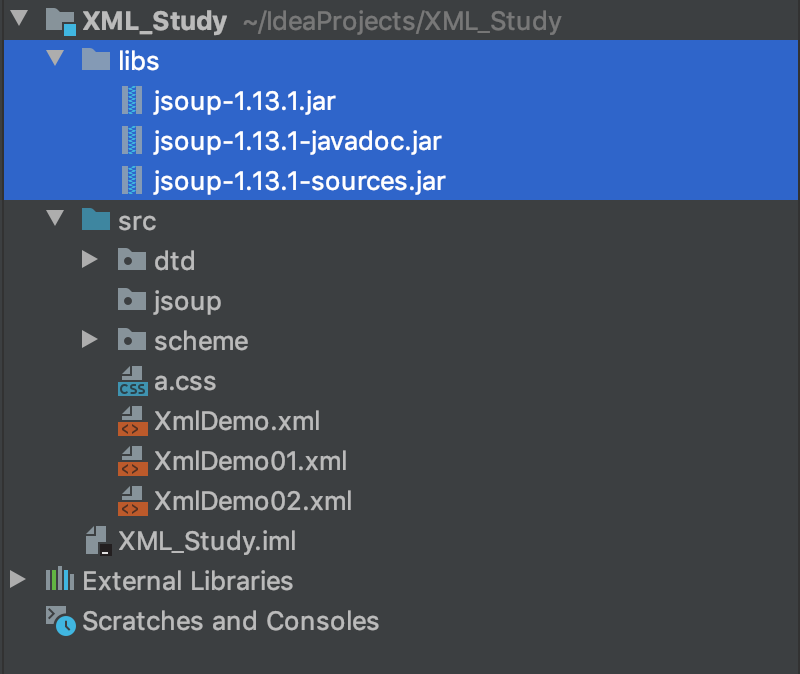 XML_Study ~/IdeaProjects/XML_Study
libs
jsoup-1.13.1.jar
jsoup-1.13.1-javadoc.jar
jsoup-1.13.1-sources.jar
src
dtd
jsoup
scheme
CSS a.css
<> XmlDemo.xml
<> XmlDemo01.xml
<> XmlDemo02.xml
XML_Study.iml
External Libraries
Scratches and Consoles